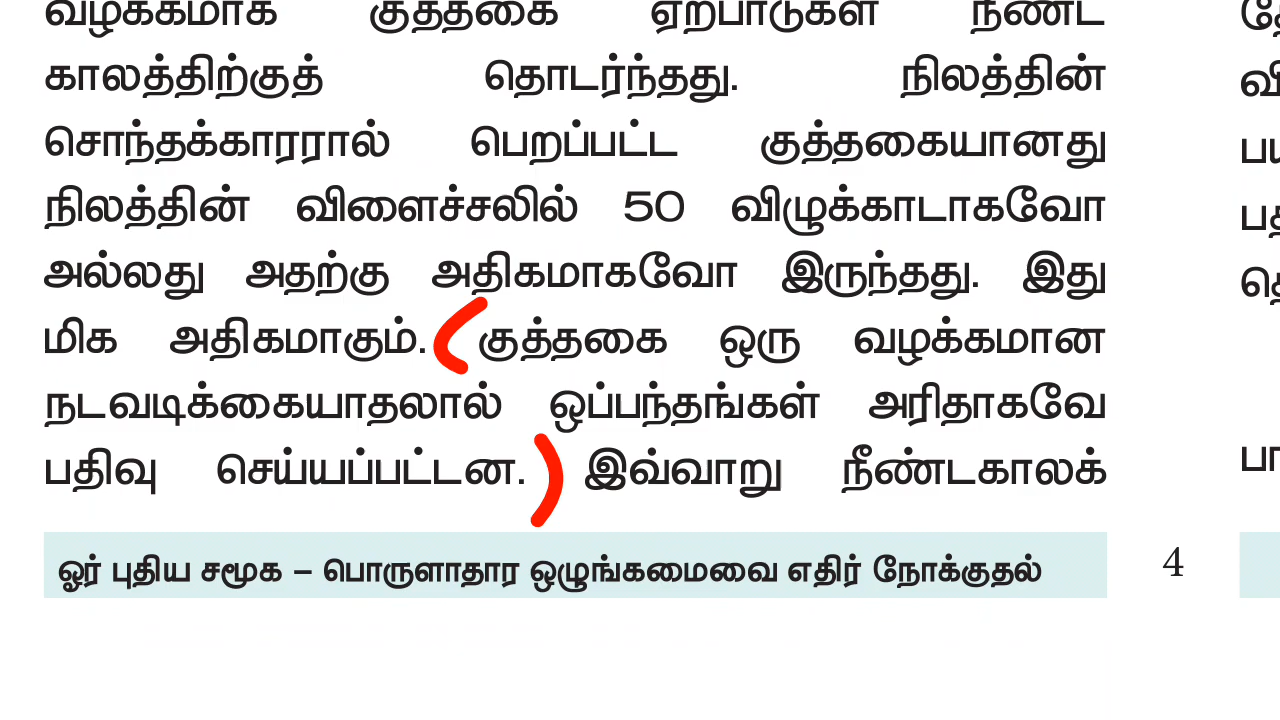 வழக்கமாக குத்தகை ஏற்பாடுகள் நீண்ட
காலத்திற்குத் தொடர்ந்தது. நிலத்தின்
சொந்தக்காரரால் பெறப்பட்ட குத்தகையானது
நிலத்தின் விளைச்சலில் 50 விழுக்காடாகவோ
அல்லது அதற்கு அதிகமாகவோ இருந்தது. இது
மிக அதிகமாகும். குத்தகை ஒரு வழக்கமான
நடவடிக்கையாதலால் ஒப்பந்தங்கள் அரிதாகவே
பதிவு செய்யப்பட்டன. இவ்வாறு நீண்டகாலக்
ஓர் புதிய சமூக – பொருளாதார ஒழுங்கமைவை எதிர் நோக்குதல்
4